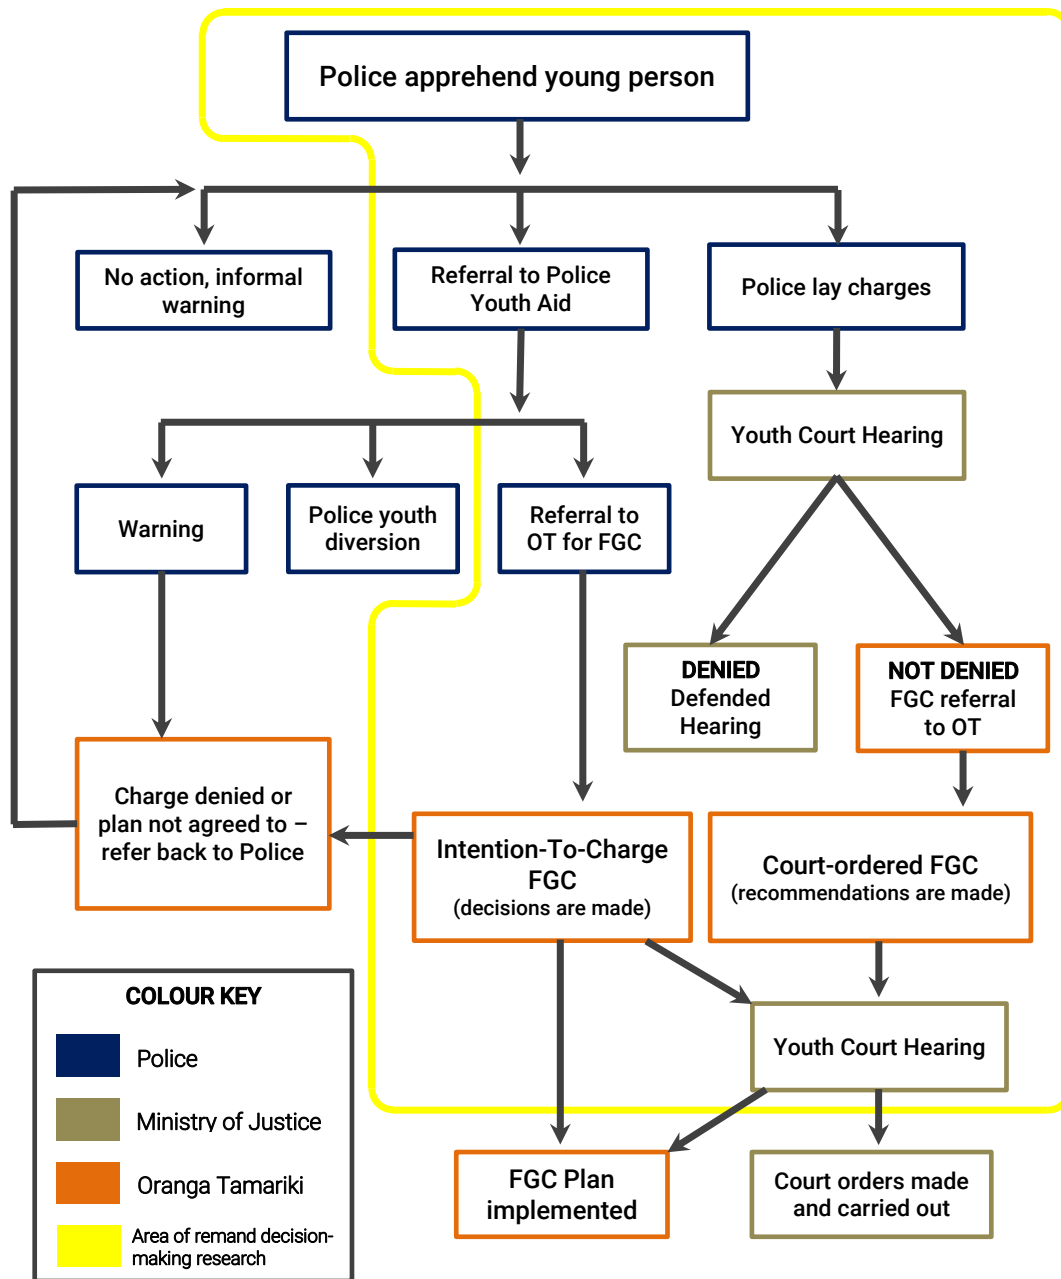 Police apprehend young person
No action, informal
warning
Referral to Police
Youth Aid
Police lay charges
Youth Court Hearing
Warning
Police youth
diversion
Referral to
OT for FGC
DENIED
Defended
Hearing
NOT DENIED
FGC referral
to OT
Charge denied or
plan not agreed to –
refer back to Police
Intention-To-Charge
FGC
(decisions are made)
Court-ordered FGC
(recommendations are made)
Youth Court Hearing
FGC Plan
implemented
Court orders made
and carried out
COLOUR KEY
Police
Ministry of Justice
Oranga Tamariki
Area of remand decision-
making research